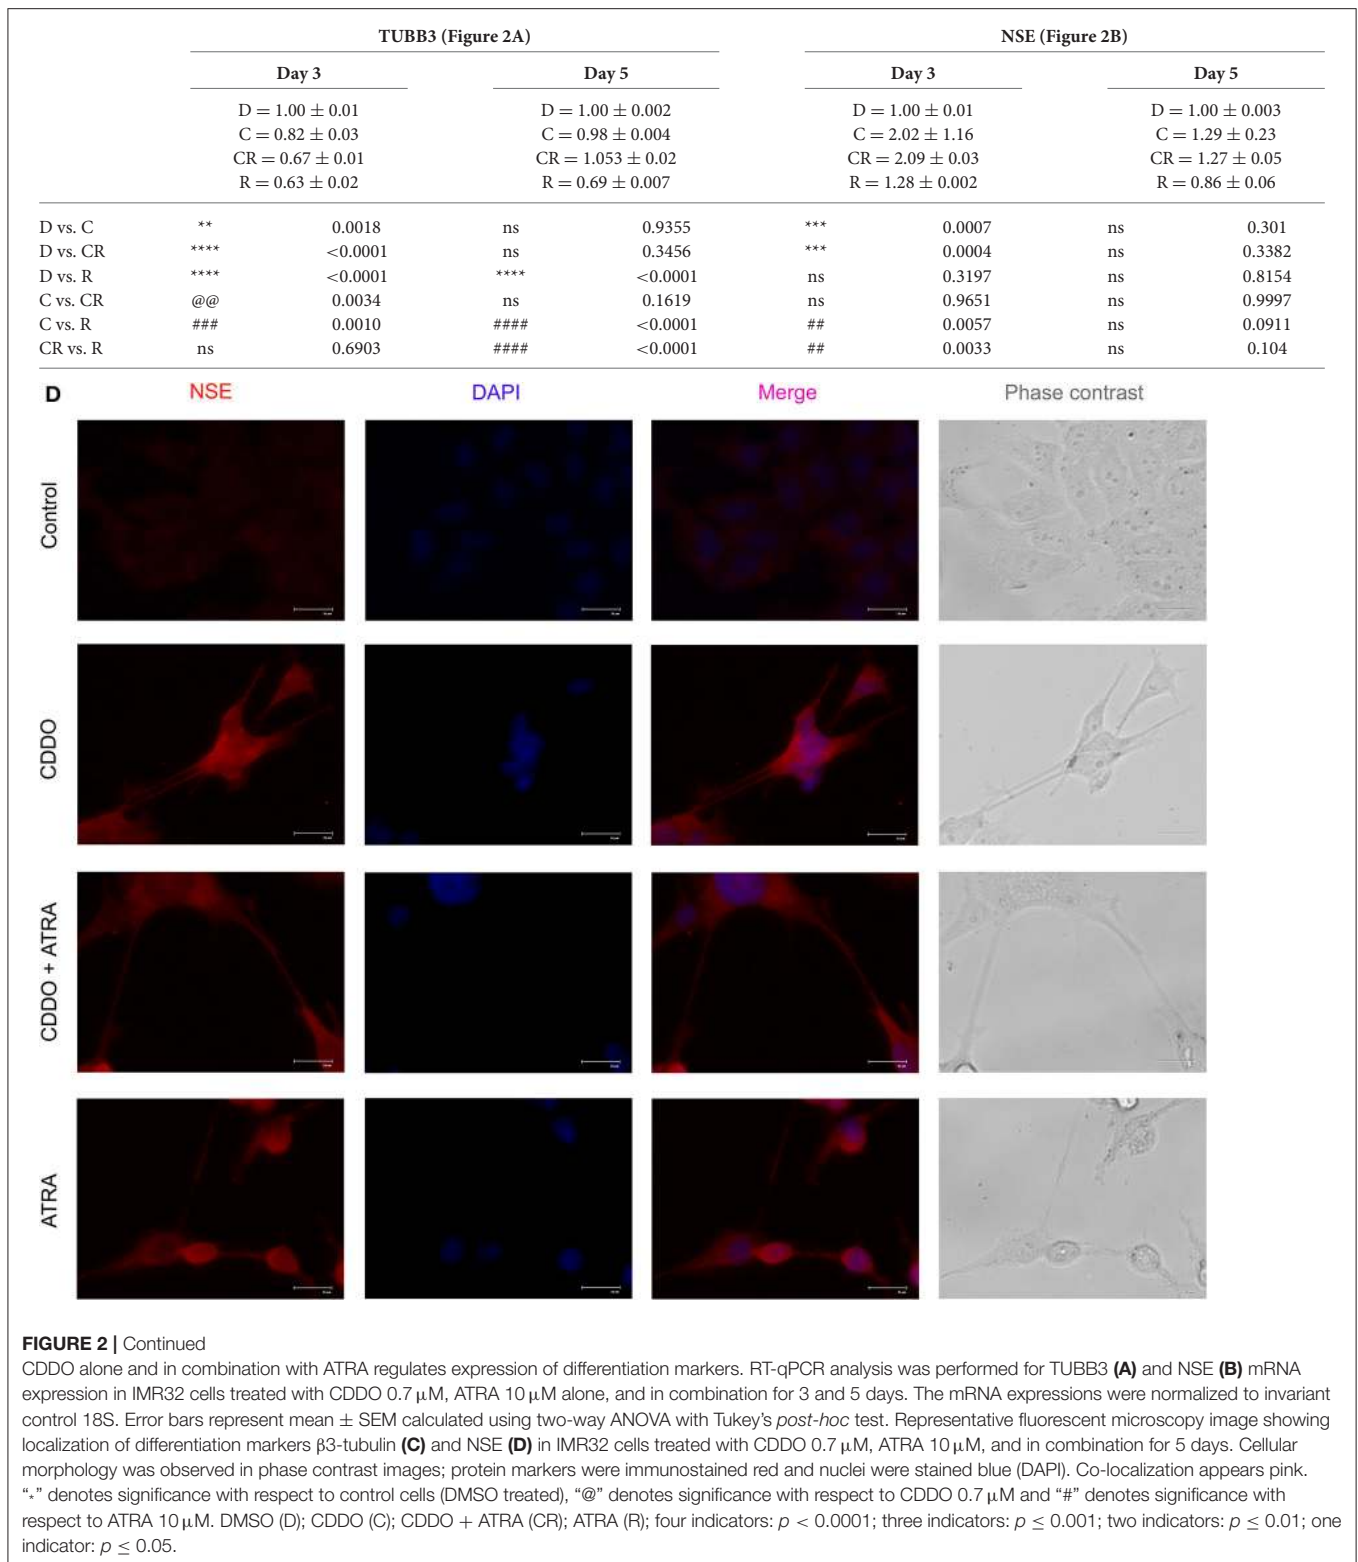 TUBB3 (Figure 2A) NSE (Figure 2B)
Day 3 Day 5 Day 3 Day 5
D = 1.00 ± 0.01 D = 1.00 ± 0.002 D = 1.00 ± 0.01 D = 1.00 ± 0.003
C = 0.82 ± 0.03 C = 0.98 ± 0.004 C = 2.02 ± 1.16 C = 1.29 ± 0.23
CR = 0.67 ± 0.01 CR = 1.053 ± 0.02 CR = 2.09 ± 0.03 CR = 1.27 ± 0.05
R = 0.63 ± 0.02 R = 0.69 ± 0.007 R = 1.28 ± 0.002 R = 0.86 ± 0.06
D vs. C ** 0.0018 ns 0.9355 *** 0.0007 ns 0.301
D vs. CR **** <0.0001 ns 0.3456 *** 0.0004 ns 0.3382
D vs. R **** <0.0001 **** <0.0001 ns 0.3197 ns 0.8154
C vs. CR @@ 0.0034 ns 0.1619 ns 0.9651 ns 0.9997
C vs. R ### 0.0010 #### <0.0001 ## 0.0057 ns 0.0911
CR vs. R ns 0.6903 #### <0.0001 ## 0.0033 ns 0.104
D NSE DAPI Merge Phase contrast
Control
CDDO
CDDO + ATRA
ATRA
FIGURE 2 | Continued
CDDO alone and in combination with ATRA regulates expression of differentiation markers. RT-qPCR analysis was performed for TUBB3 (A) and NSE (B) mRNA
expression in IMR32 cells treated with CDDO 0.7 μM, ATRA 10 μM alone, and in combination for 3 and 5 days. The mRNA expressions were normalized to invariant
control 18S. Error bars represent mean ± SEM calculated using two-way ANOVA with Tukey's post-hoc test. Representative fluorescent microscopy image showing
localization of differentiation markers β3-tubulin (C) and NSE (D) in IMR32 cells treated with CDDO 0.7 μM, ATRA 10 μM, and in combination for 5 days. Cellular
morphology was observed in phase contrast images; protein markers were immunostained red and nuclei were stained blue (DAPI). Co-localization appears pink.
"*" denotes significance with respect to control cells (DMSO treated), "@" denotes significance with respect to CDDO 0.7 μM and "#" denotes significance with
respect to ATRA 10 μM. DMSO (D); CDDO (C); CDDO + ATRA (CR); ATRA (R); four indicators: p < 0.0001; three indicators: p ≤ 0.001; two indicators: p ≤ 0.01; one
indicator: p ≤ 0.05.